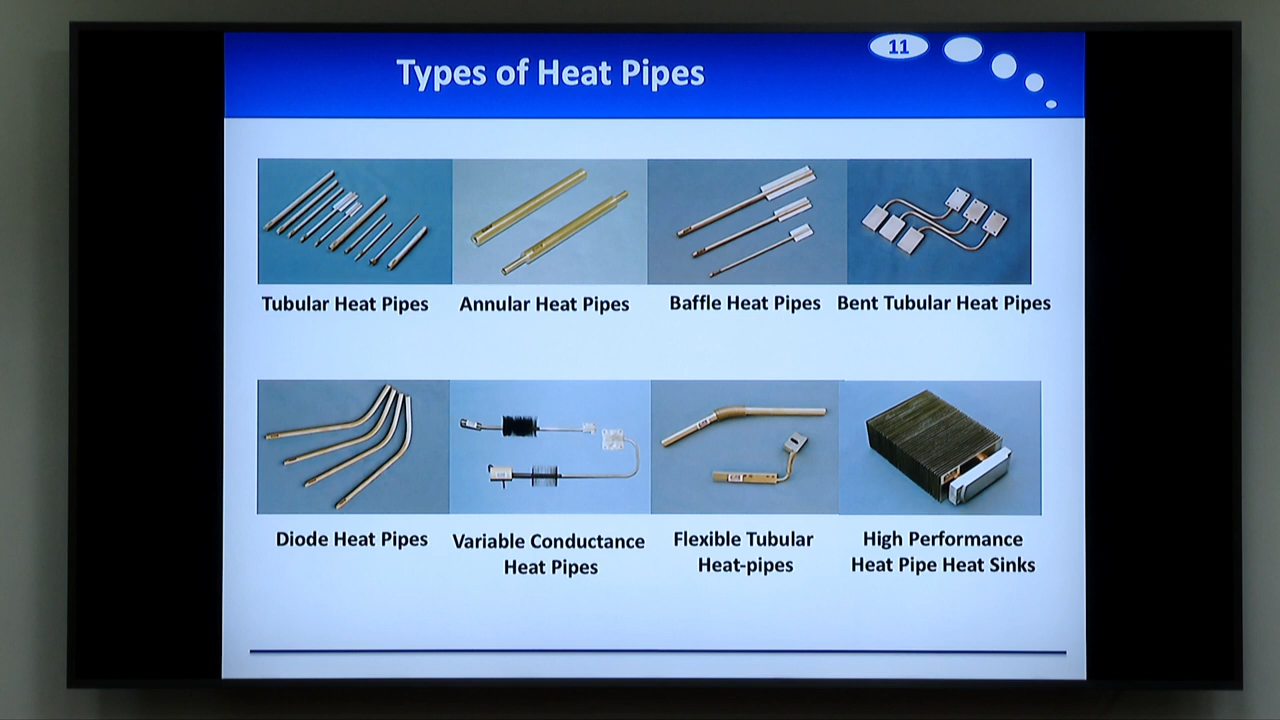 11
Types of Heat Pipes
Tubular Heat Pipes
Annular Heat Pipes
Baffle Heat Pipes
Bent Tubular Heat Pipes
Diode Heat Pipes
Variable Conductance
Heat Pipes
Flexible Tubular
Heat-pipes
High Performance
Heat Pipe Heat Sinks